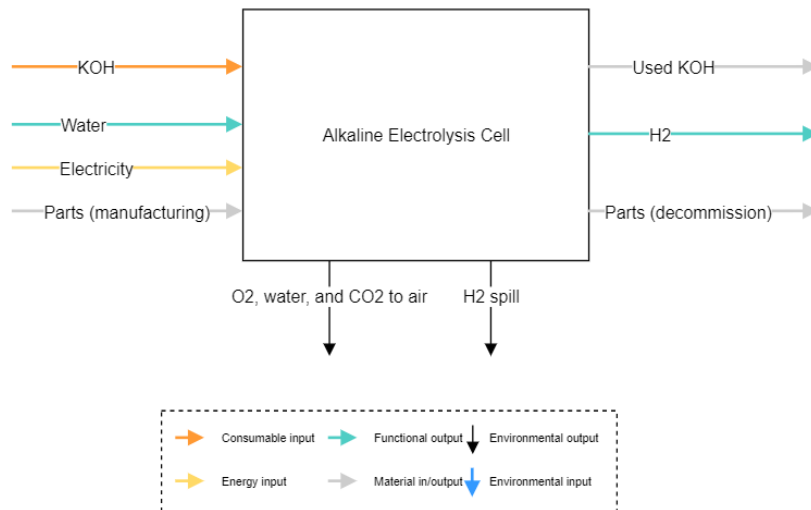 KOH
Used KOH
Water
Alkaline Electrolysis Cell
H2
Electricity
Parts (manufacturing)
Parts (decommission)
O2, water, and CO2 to air
H2 spill
Consumable input
Functional output
Environmental output
Energy input
Material in/output
Environmental input